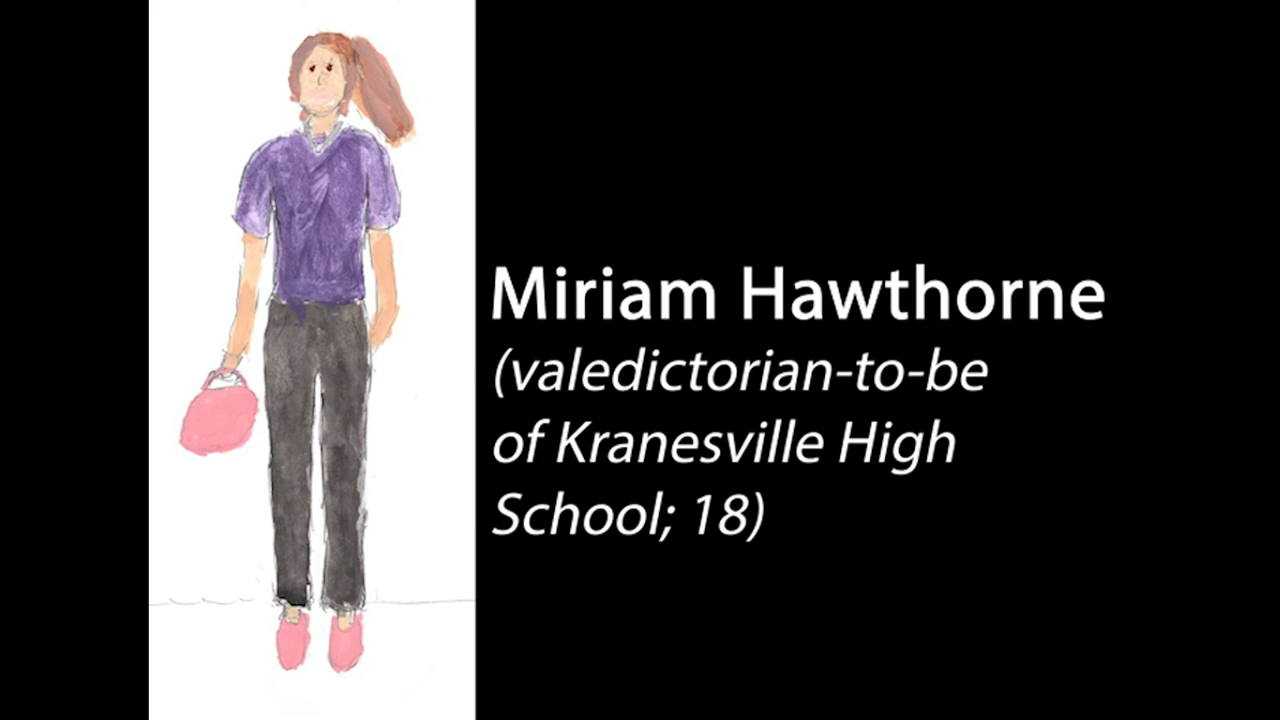 Miriam Hawthorne
(valedictorian-to-be
of Kranesville High
School; 18)